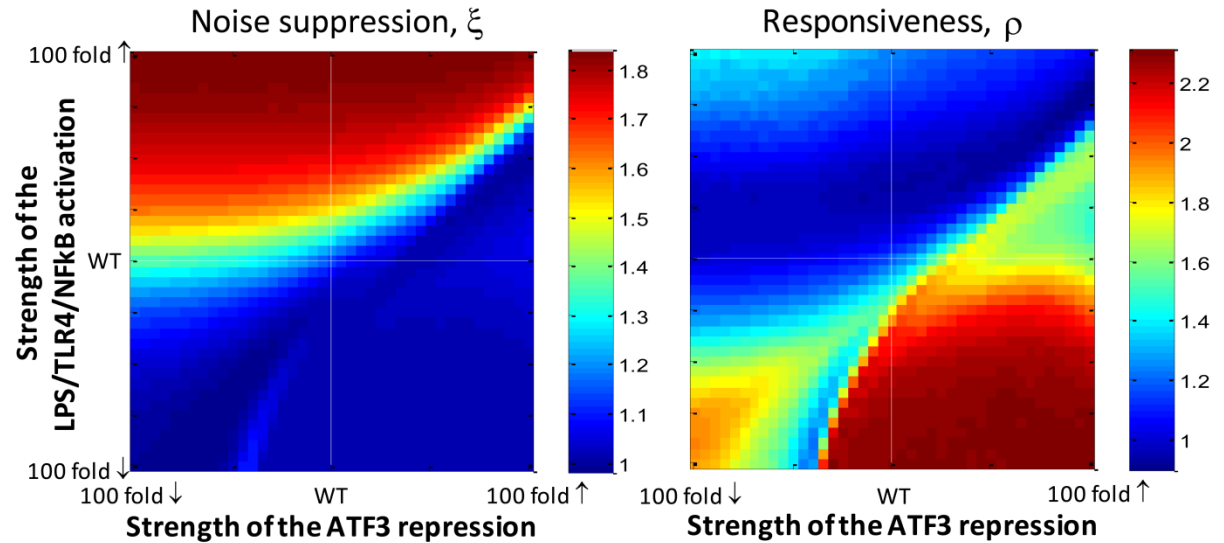 Noise suppression, ξ
Responsiveness, ρ
Strength of the
LPS/TLR4/NFkB activation
100 fold ↑
WT
100 fold ↓
1.8
1.7
1.6
1.5
1.4
1.3
1.2
1.1
1
2.2
2
1.8
1.6
1.4
1.2
1
100 fold ↓
WT
100 fold ↑
100 fold ↓
WT
100 fold ↑
Strength of the ATF3 repression
Strength of the ATF3 repression